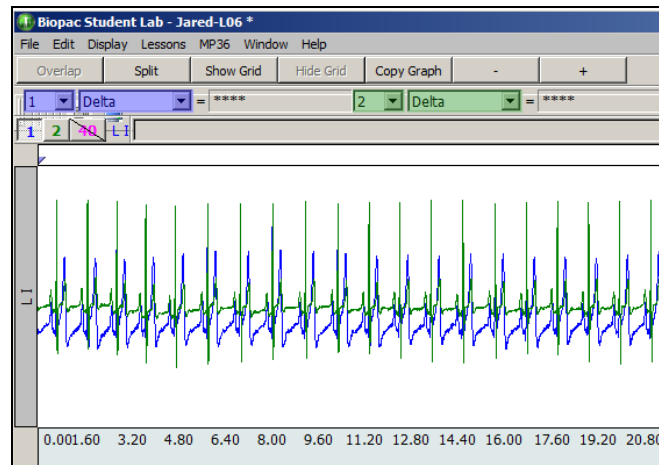 Biopac Student Lab - Jared-L06 *
File Edit Display Lessons MP36 Window Help
Overlap Split Show Grid Hide Grid Copy Graph - +
1 Delta = **** 2 Delta = ****
1 2 40 L I
L I
0.00 1.60 3.20 4.80 6.40 8.00 9.60 11.20 12.80 14.40 16.00 17.60 19.20 20.80